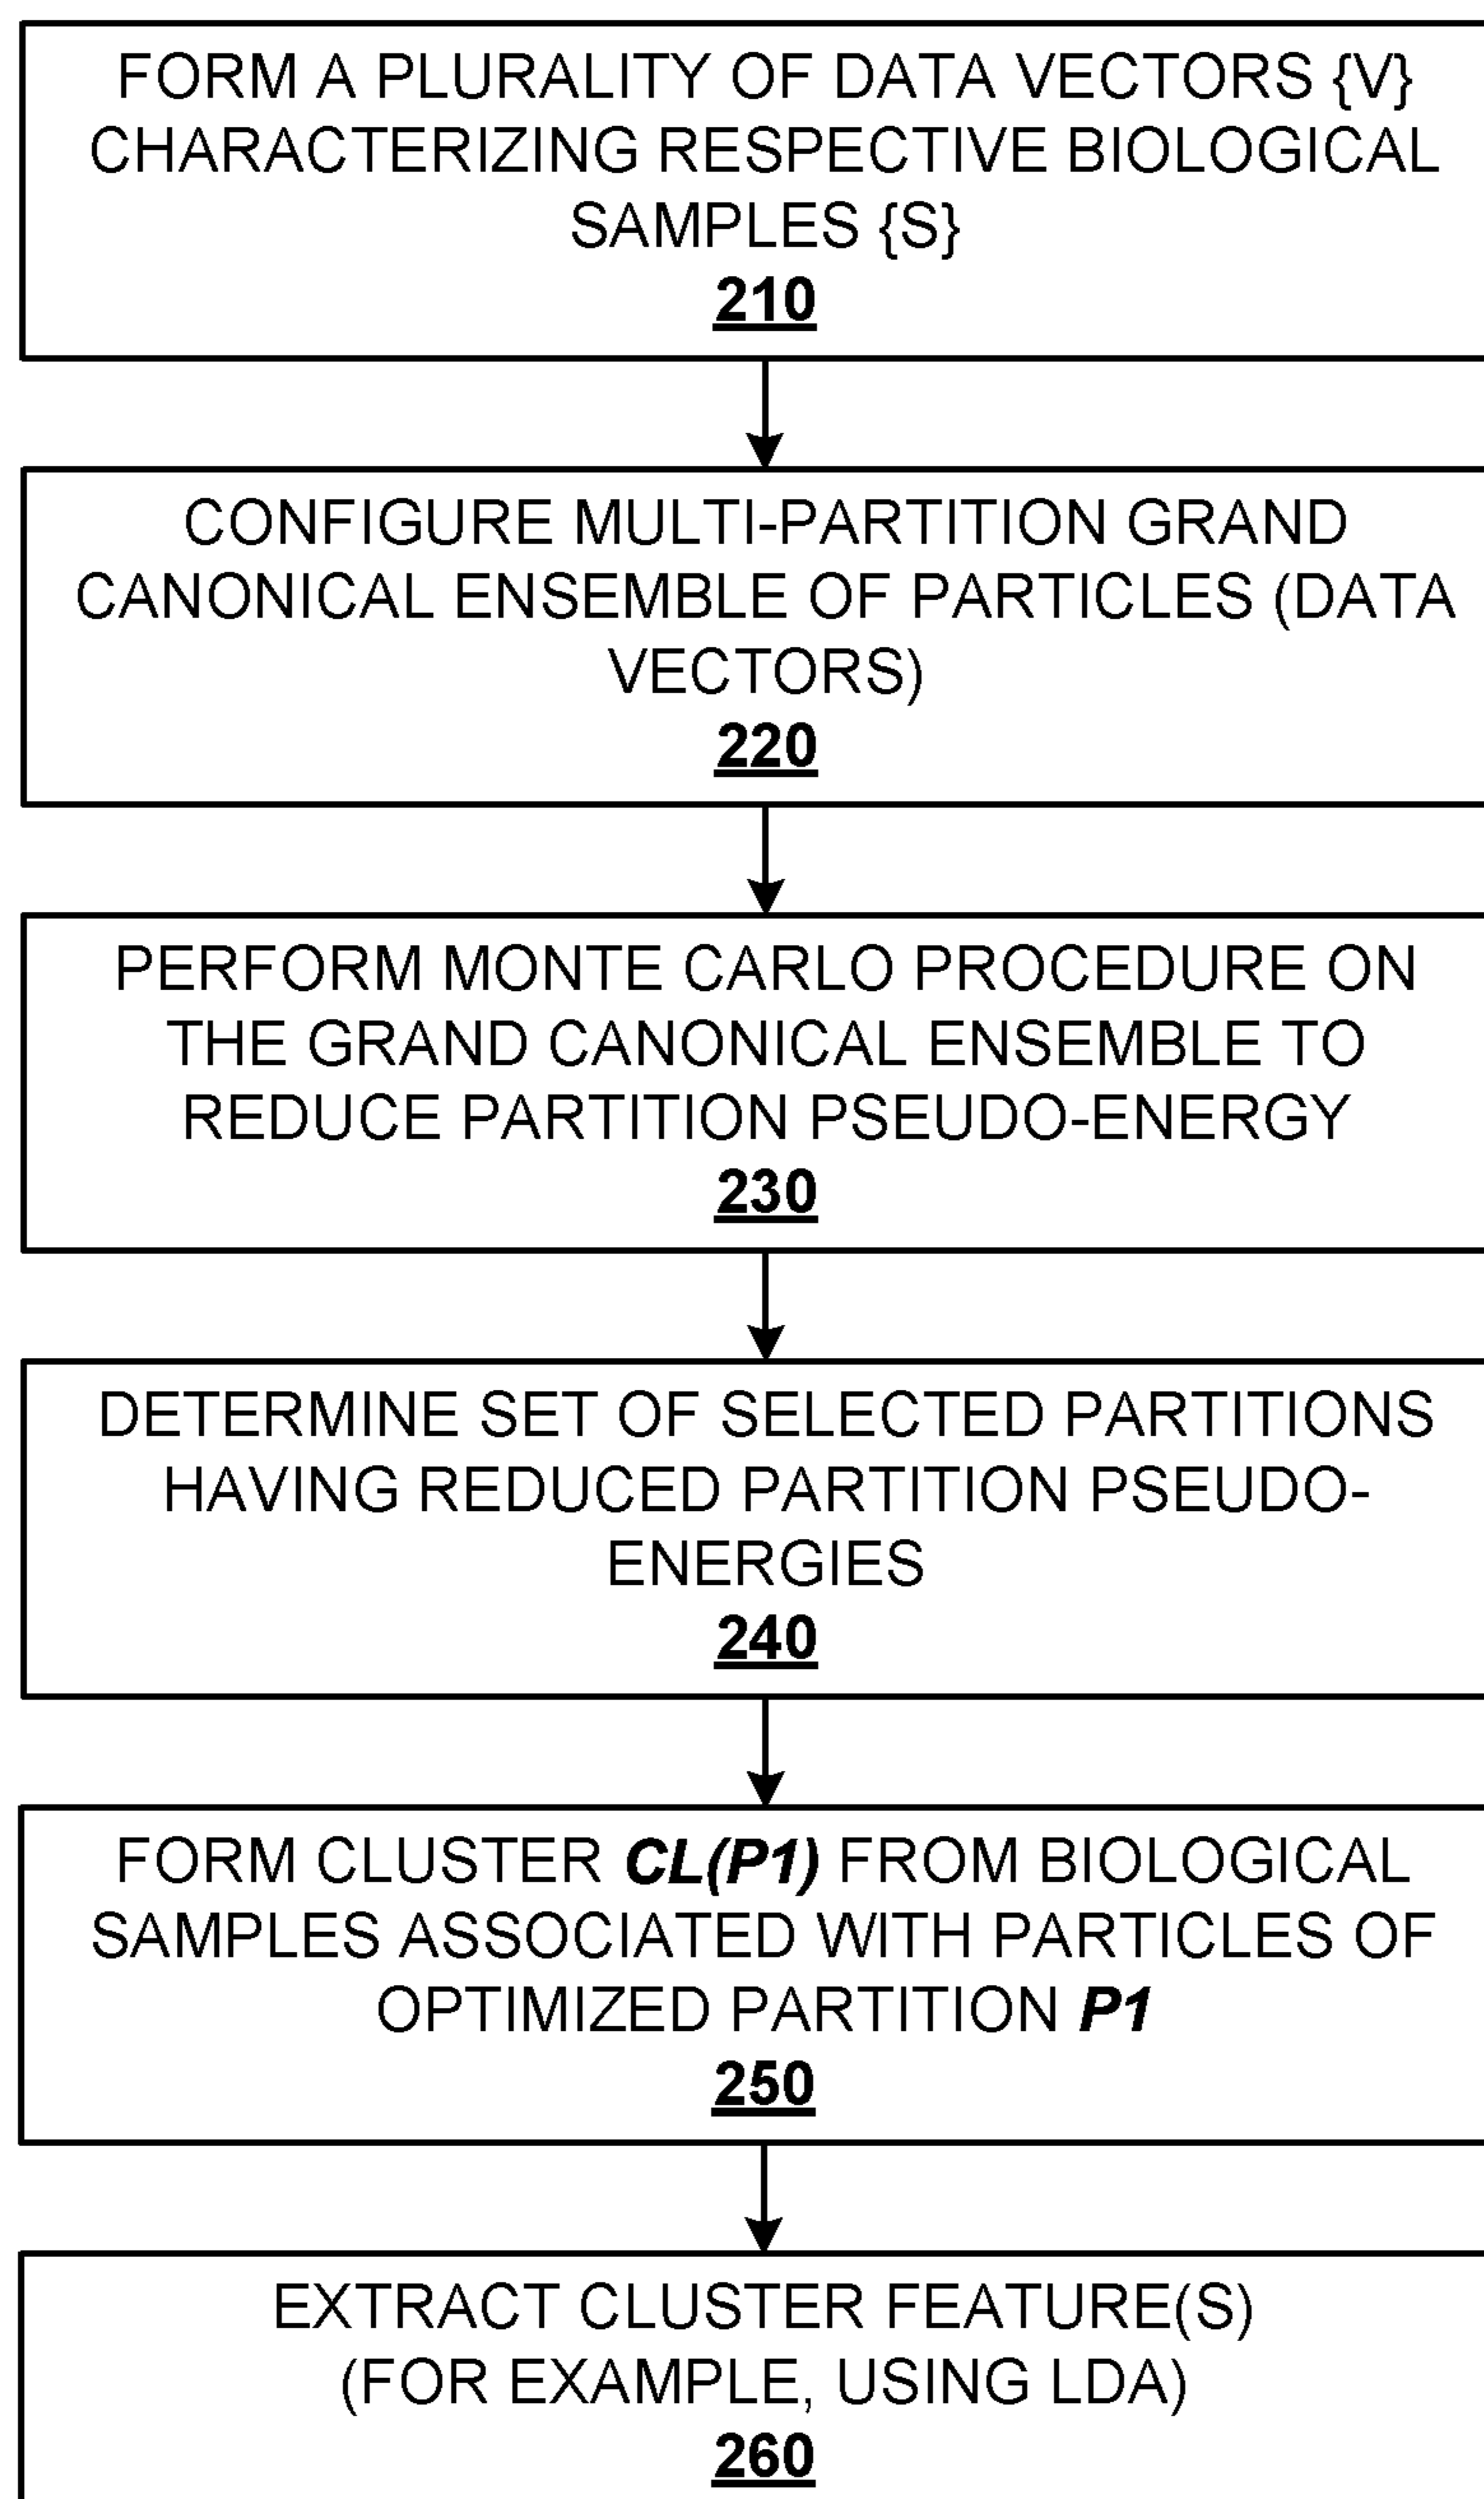 FORM A PLURALITY OF DATA VECTORS {V}
CHARACTERIZING RESPECTIVE BIOLOGICAL
SAMPLES {S}
210
CONFIGURE MULTI-PARTITION GRAND
CANONICAL ENSEMBLE OF PARTICLES (DATA
VECTORS)
220
PERFORM MONTE CARLO PROCEDURE ON
THE GRAND CANONICAL ENSEMBLE TO
REDUCE PARTITION PSEUDO-ENERGY
230
DETERMINE SET OF SELECTED PARTITIONS
HAVING REDUCED PARTITION PSEUDO-
ENERGIES
240
FORM CLUSTER CL(P1) FROM BIOLOGICAL
SAMPLES ASSOCIATED WITH PARTICLES OF
OPTIMIZED PARTITION P1
250
EXTRACT CLUSTER FEATURE(S)
(FOR EXAMPLE, USING LDA)
260